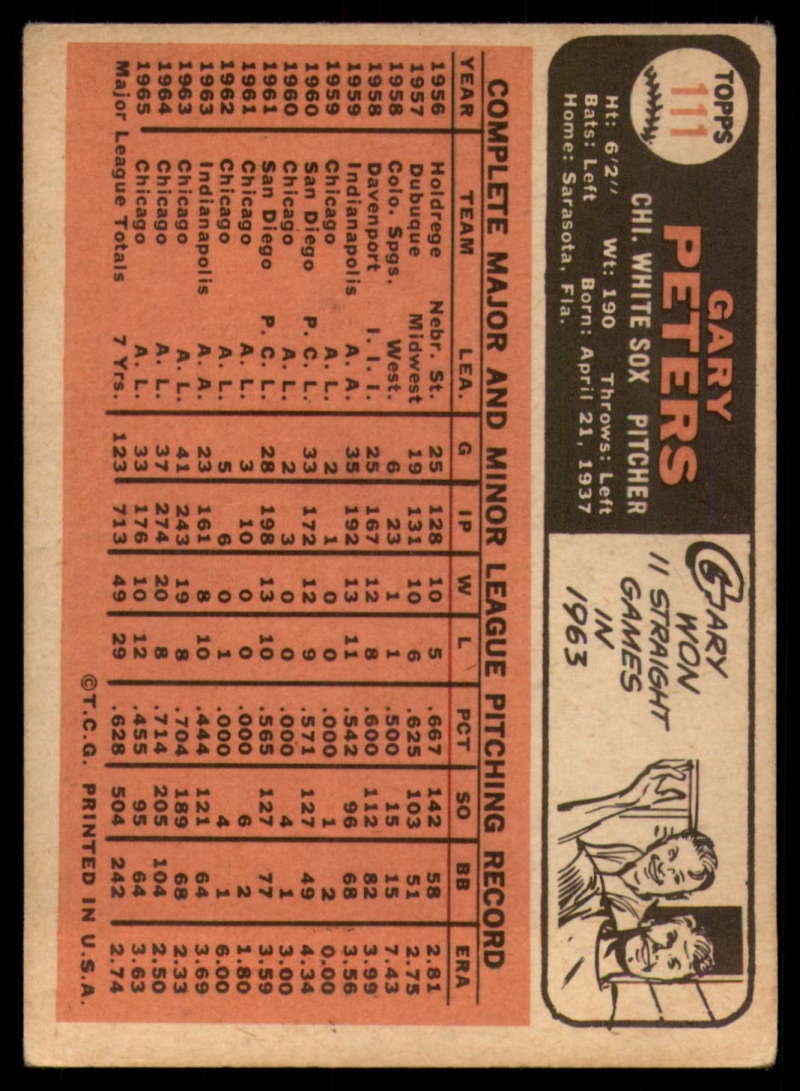 TOPPS
111
GARY
PETERS
CHI. WHITE SOX PITCHER
Ht: 6'2" Wt: 190 Throws: Left
Bats: Left Born: April 21, 1937
Home: Sarasota, Fla.
GARY
WON
11 STRAIGHT
GAMES
IN
1963
COMPLETE MAJOR AND MINOR LEAGUE PITCHING RECORD
YEAR TEAM LEA. G IP W L PCT SO BB ERA
1956 Holdrege Nebr. St. 25 128 10 5 .667 142 58 2.81
1957 Dubuque Midwest 19 131 10 6 .625 103 51 2.75
1958 Colo. Spgs. West. 6 23 1 1 .500 15 15 7.43
1958 Davenport I. I. I. 25 167 12 8 .600 112 82 3.99
1959 Indianapolis A. A. 35 192 13 11 .542 96 68 3.56
1959 Chicago A. L. 2 1 0 0 .000 1 2 0.00
1960 San Diego P. C. L. 33 172 12 9 .571 127 49 4.34
1960 Chicago A. L. 2 3 0 0 .000 4 1 3.00
1961 San Diego P. C. L. 28 198 13 10 .565 127 77 3.59
1961 Chicago A. L. 3 10 0 0 .000 6 2 1.80
1962 Chicago A. L. 5 6 0 1 .000 4 1 6.00
1963 Indianapolis A. A. 23 161 8 10 .444 121 64 3.69
1963 Chicago A. L. 41 243 19 8 .704 189 68 2.33
1964 Chicago A. L. 37 274 20 8 .714 205 104 2.50
1965 Chicago A. L. 33 176 10 12 .455 95 64 3.63
Major League Totals 7 Yrs. 123 713 49 29 .628 504 242 2.74
©T.C.G. PRINTED IN U.S.A.